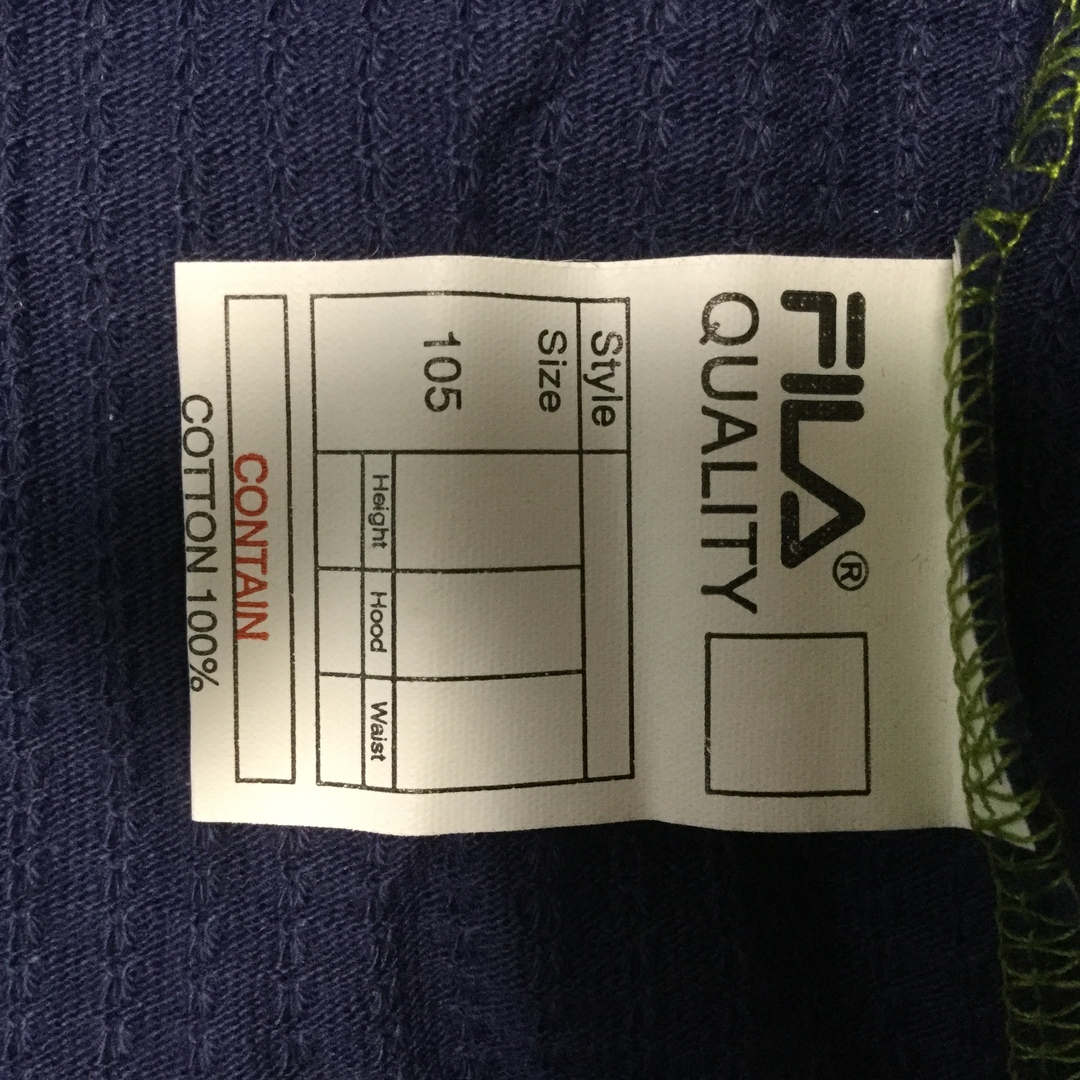 FILA®
QUALITY
Style
Size
105
Height
Hood
Waist
CONTAIN
COTTON 100%